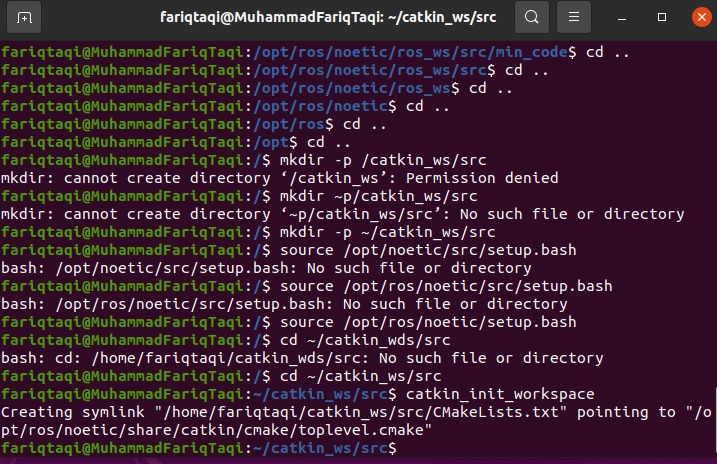 fariqtaqi@MuhammadFariqTaqi: ~/catkin_ws/src
fariqtaqi@MuhammadFariqTaqi:/opt/ros/noetic/ros_ws/src/min_code$ cd ..
fariqtaqi@MuhammadFariqTaqi:/opt/ros/noetic/ros_ws/src$ cd ..
fariqtaqi@MuhammadFariqTaqi:/opt/ros/noetic/ros_ws$ cd ..
fariqtaqi@MuhammadFariqTaqi:/opt/ros/noetic$ cd ..
fariqtaqi@MuhammadFariqTaqi:/opt/ros$ cd ..
fariqtaqi@MuhammadFariqTaqi:/opt$ cd ..
fariqtaqi@MuhammadFariqTaqi:/$ mkdir -p /catkin_ws/src
mkdir: cannot create directory ‘/catkin_ws’: Permission denied
fariqtaqi@MuhammadFariqTaqi:/$ mkdir ~p/catkin_ws/src
mkdir: cannot create directory ‘~p/catkin_ws/src’: No such file or directory
fariqtaqi@MuhammadFariqTaqi:/$ mkdir -p ~/catkin_ws/src
fariqtaqi@MuhammadFariqTaqi:/$ source /opt/noetic/src/setup.bash
bash: /opt/noetic/src/setup.bash: No such file or directory
fariqtaqi@MuhammadFariqTaqi:/$ source /opt/ros/noetic/src/setup.bash
bash: /opt/ros/noetic/src/setup.bash: No such file or directory
fariqtaqi@MuhammadFariqTaqi:/$ source /opt/ros/noetic/setup.bash
fariqtaqi@MuhammadFariqTaqi:/$ cd ~/catkin_wds/src
bash: cd: /home/fariqtaqi/catkin_wds/src: No such file or directory
fariqtaqi@MuhammadFariqTaqi:/$ cd ~/catkin_ws/src
fariqtaqi@MuhammadFariqTaqi:~/catkin_ws/src$ catkin_init_workspace
Creating symlink "/home/fariqtaqi/catkin_ws/src/CMakeLists.txt" pointing to "/o
pt/ros/noetic/share/catkin/cmake/toplevel.cmake"
fariqtaqi@MuhammadFariqTaqi:~/catkin_ws/src$